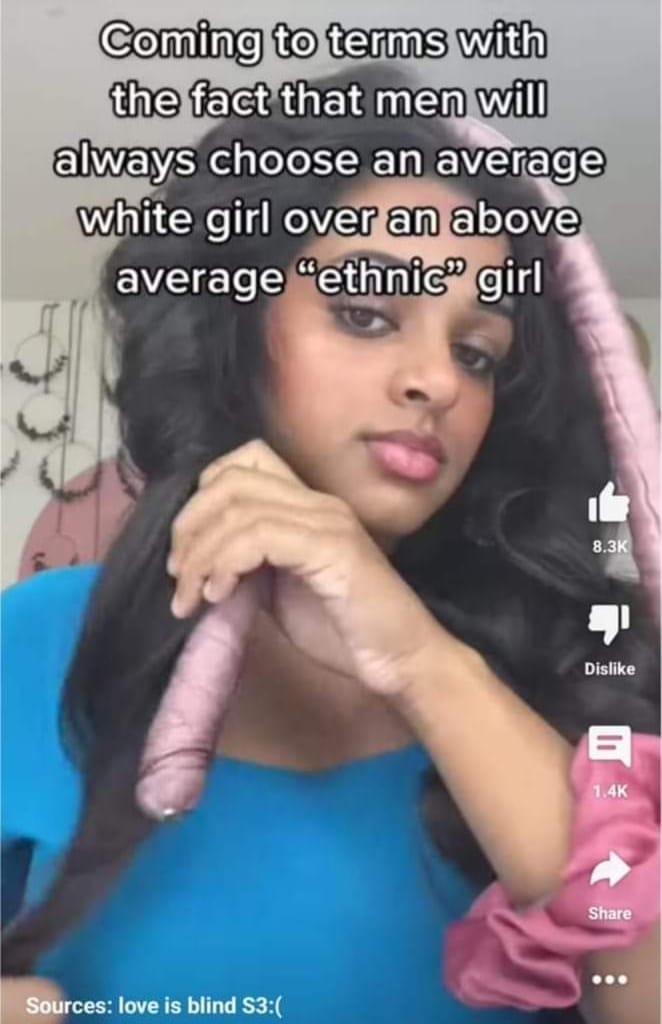 Coming to terms with
the fact that men will
always choose an average
white girl over an above
average “ethnic” girl
8.3K
Dislike
1.4K
Share
Sources: love is blind S3:(